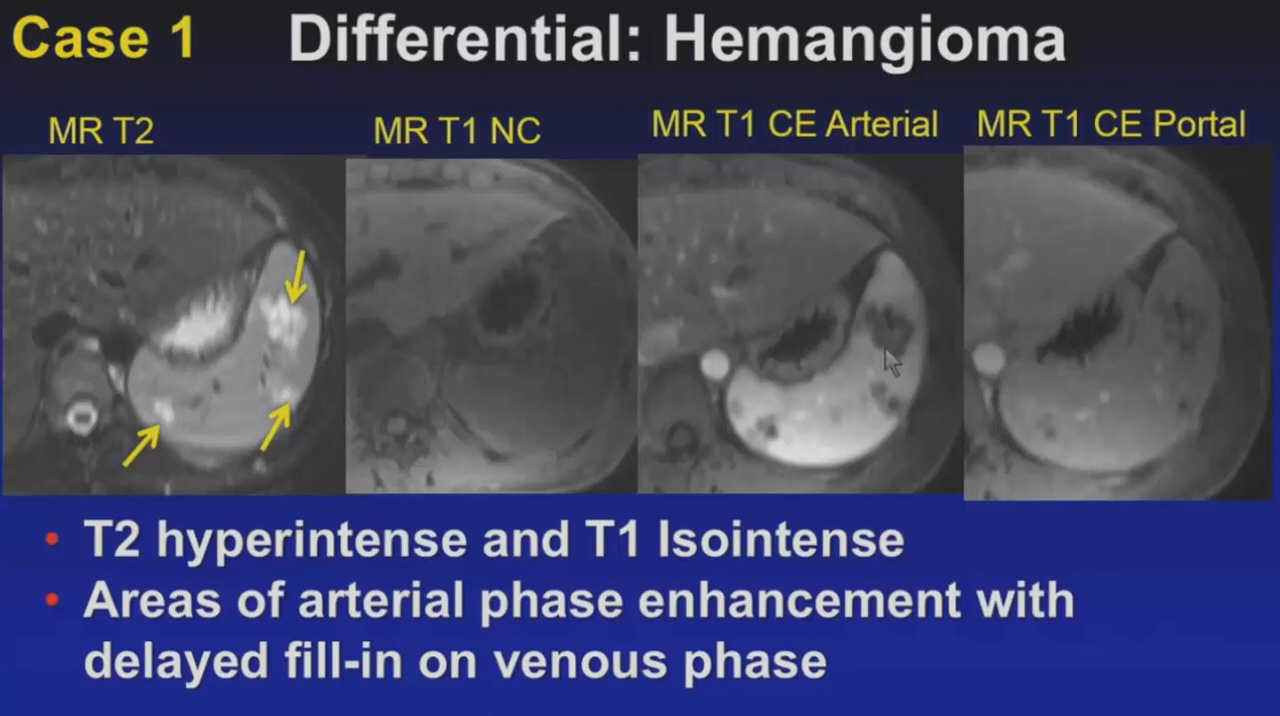 Case 1
Differential: Hemangioma
MR T2
MR T1 NC
MR T1 CE Arterial
MR T1 CE Portal
• T2 hyperintense and T1 Isointense
• Areas of arterial phase enhancement with
delayed fill-in on venous phase